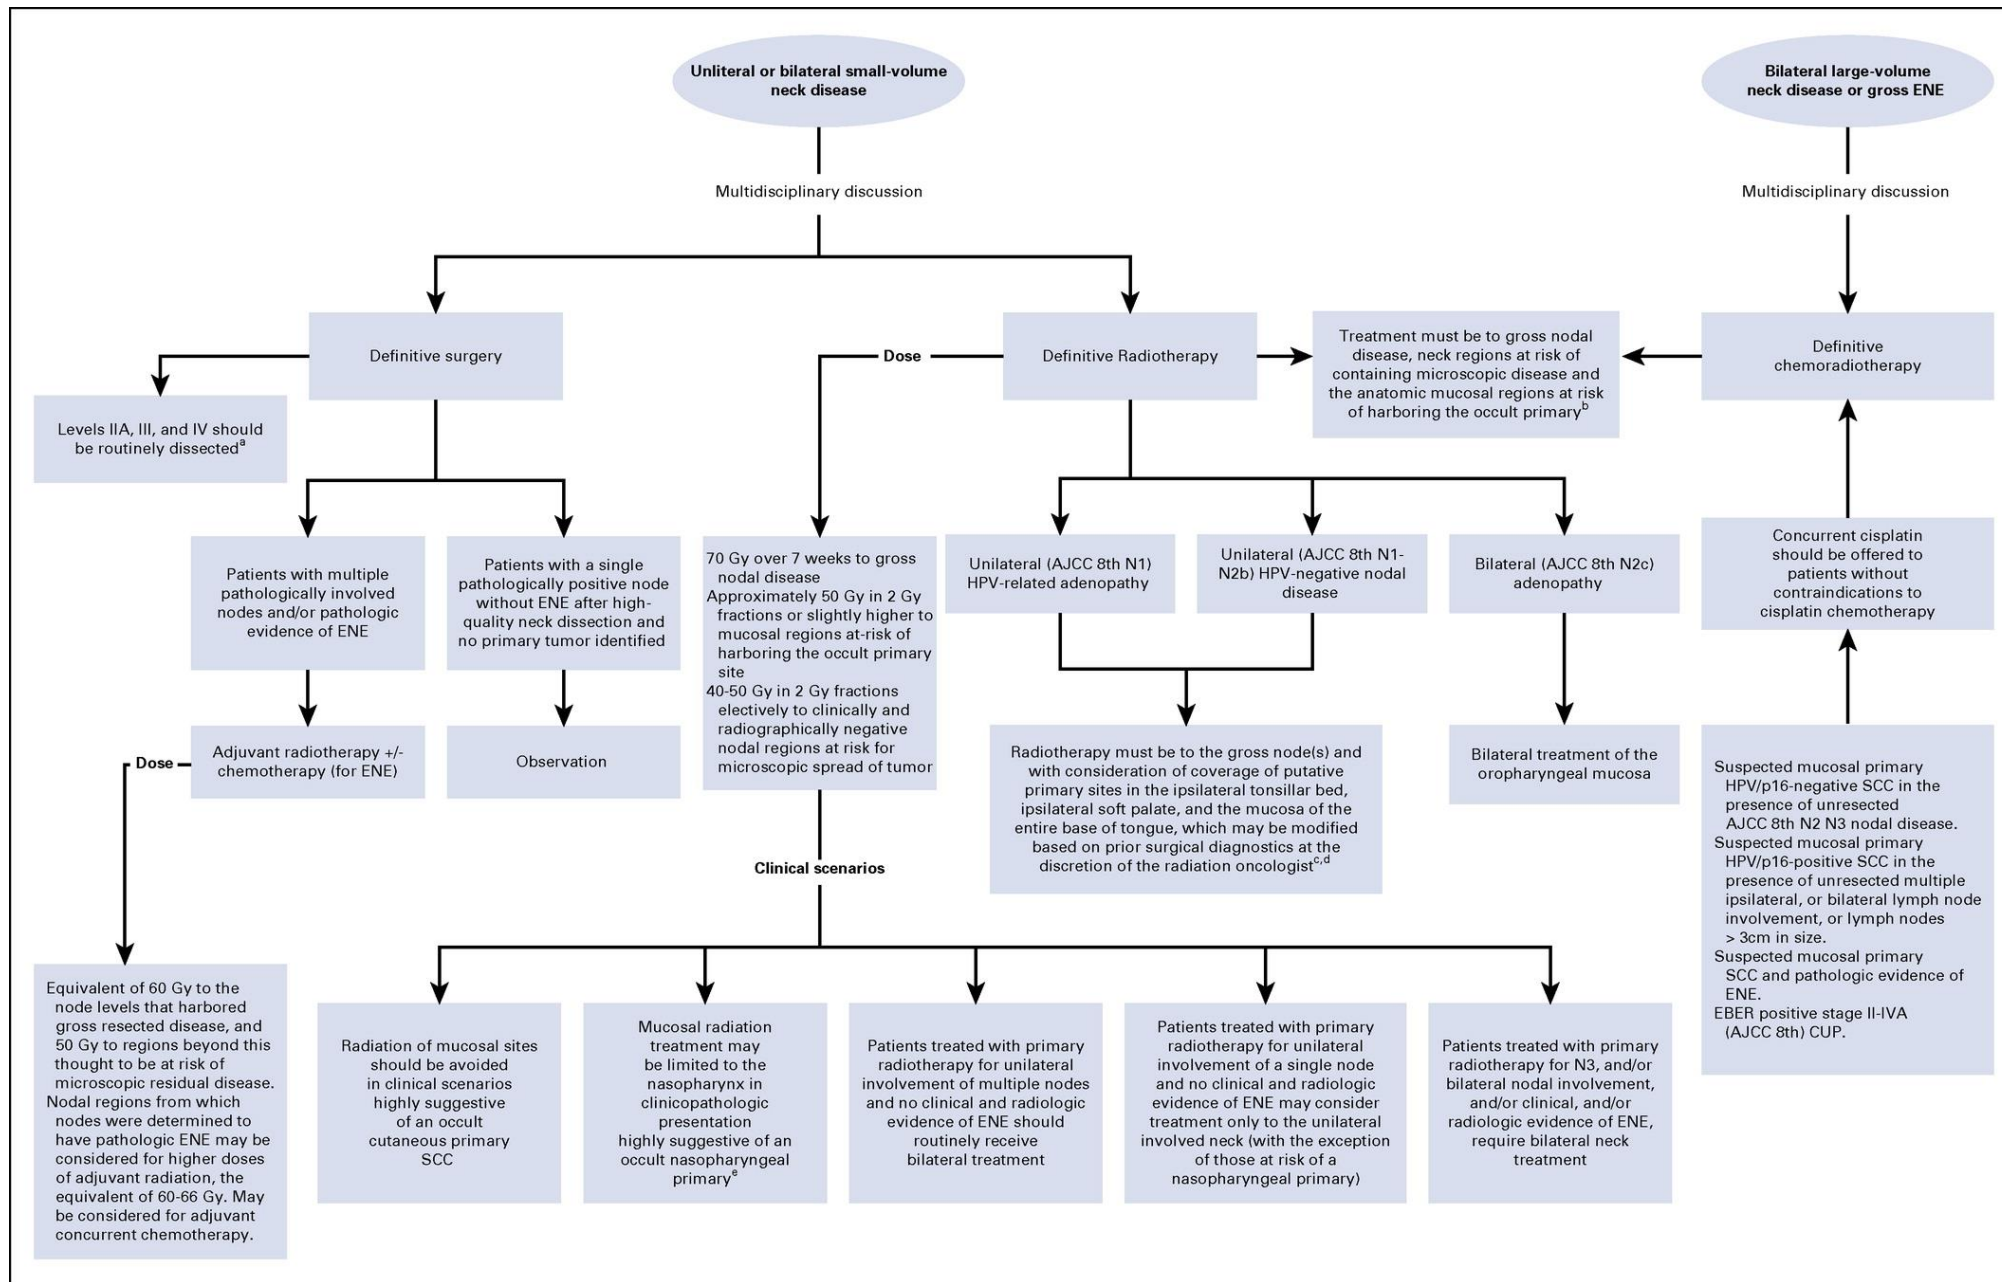 Unliteral or bilateral small-volume
neck disease
Bilateral large-volume
neck disease or gross ENE
Multidisciplinary discussion
Multidisciplinary discussion
Definitive surgery
Dose
Definitive Radiotherapy
Treatment must be to gross nodal
disease, neck regions at risk of
containing microscopic disease and
the anatomic mucosal regions at risk
of harboring the occult primaryb
Definitive
chemoradiotherapy
Levels IIA, III, and IV should
be routinely dissecteda
Patients with multiple
pathologically involved
nodes and/or pathologic
evidence of ENE
Patients with a single
pathologically positive node
without ENE after high-
quality neck dissection and
no primary tumor identified
70 Gy over 7 weeks to gross
nodal disease
Approximately 50 Gy in 2 Gy
fractions or slightly higher to
mucosal regions at-risk of
harboring the occult primary
site
40-50 Gy in 2 Gy fractions
electively to clinically and
radiographically negative
nodal regions at risk for
microscopic spread of tumor
Unilateral (AJCC 8th N1)
HPV-related adenopathy
Unilateral (AJCC 8th N1-
N2b) HPV-negative nodal
disease
Bilateral (AJCC 8th N2c)
adenopathy
Concurrent cisplatin
should be offered to
patients without
contraindications to
cisplatin chemotherapy
Dose
Adjuvant radiotherapy +/-
chemotherapy (for ENE)
Observation
Radiotherapy must be to the gross node(s) and
with consideration of coverage of putative
primary sites in the ipsilateral tonsillar bed,
ipsilateral soft palate, and the mucosa of the
entire base of tongue, which may be modified
based on prior surgical diagnostics at the
discretion of the radiation oncologistc,d
Bilateral treatment of the
oropharyngeal mucosa
Suspected mucosal primary
HPV/p16-negative SCC in the
presence of unresected
AJCC 8th N2 N3 nodal disease.
Suspected mucosal primary
HPV/p16-positive SCC in the
presence of unresected multiple
ipsilateral, or bilateral lymph node
involvement, or lymph nodes
> 3cm in size.
Suspected mucosal primary
SCC and pathologic evidence of
ENE.
EBER positive stage II-IVA
(AJCC 8th) CUP.
Clinical scenarios
Equivalent of 60 Gy to the
node levels that harbored
gross resected disease, and
50 Gy to regions beyond this
thought to be at risk of
microscopic residual disease.
Nodal regions from which
nodes were determined to
have pathologic ENE may be
considered for higher doses
of adjuvant radiation, the
equivalent of 60-66 Gy. May
be considered for adjuvant
concurrent chemotherapy.
Radiation of mucosal sites
should be avoided
in clinical scenarios
highly suggestive
of an occult
cutaneous primary
SCC
Mucosal radiation
treatment may
be limited to the
nasopharynx in
clinicopathologic
presentation
highly suggestive of an
occult nasopharyngeal
primarye
Patients treated with primary
radiotherapy for unilateral
involvement of multiple nodes
and no clinical and radiologic
evidence of ENE should
routinely receive
bilateral treatment
Patients treated with primary
radiotherapy for unilateral
involvement of a single node
and no clinical and radiologic
evidence of ENE may consider
treatment only to the unilateral
involved neck (with the exception
of those at risk of a
nasopharyngeal primary)
Patients treated with primary
radiotherapy for N3, and/or
bilateral nodal involvement,
and/or clinical, and/or
radiologic evidence of ENE,
require bilateral neck
treatment